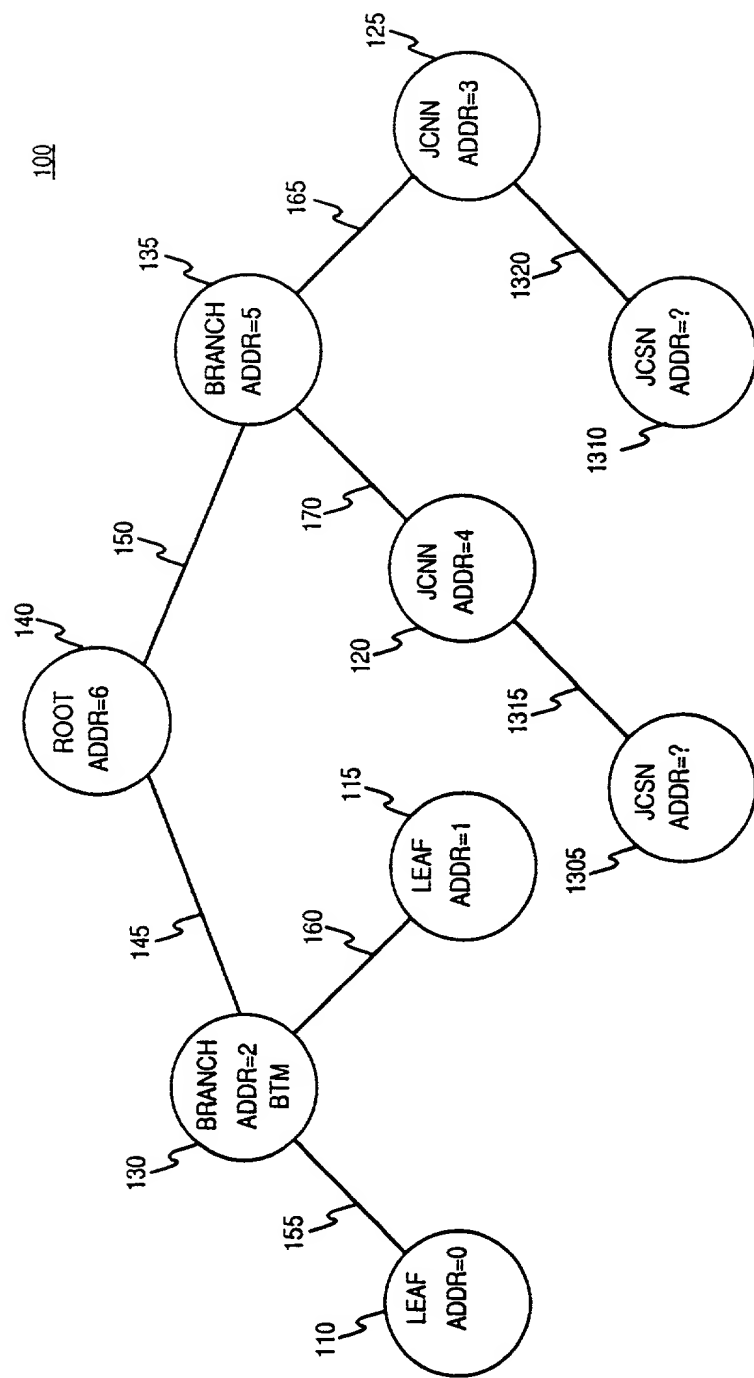 100
140
ROOT
ADDR=6
145
150
130
BRANCH
ADDR=2
BTM
135
BRANCH
ADDR=5
155
160
170
165
110
LEAF
ADDR=0
115
LEAF
ADDR=1
120
JCNN
ADDR=4
125
JCNN
ADDR=3
1315
1320
1305
JCSN
ADDR=?
1310
JCSN
ADDR=?